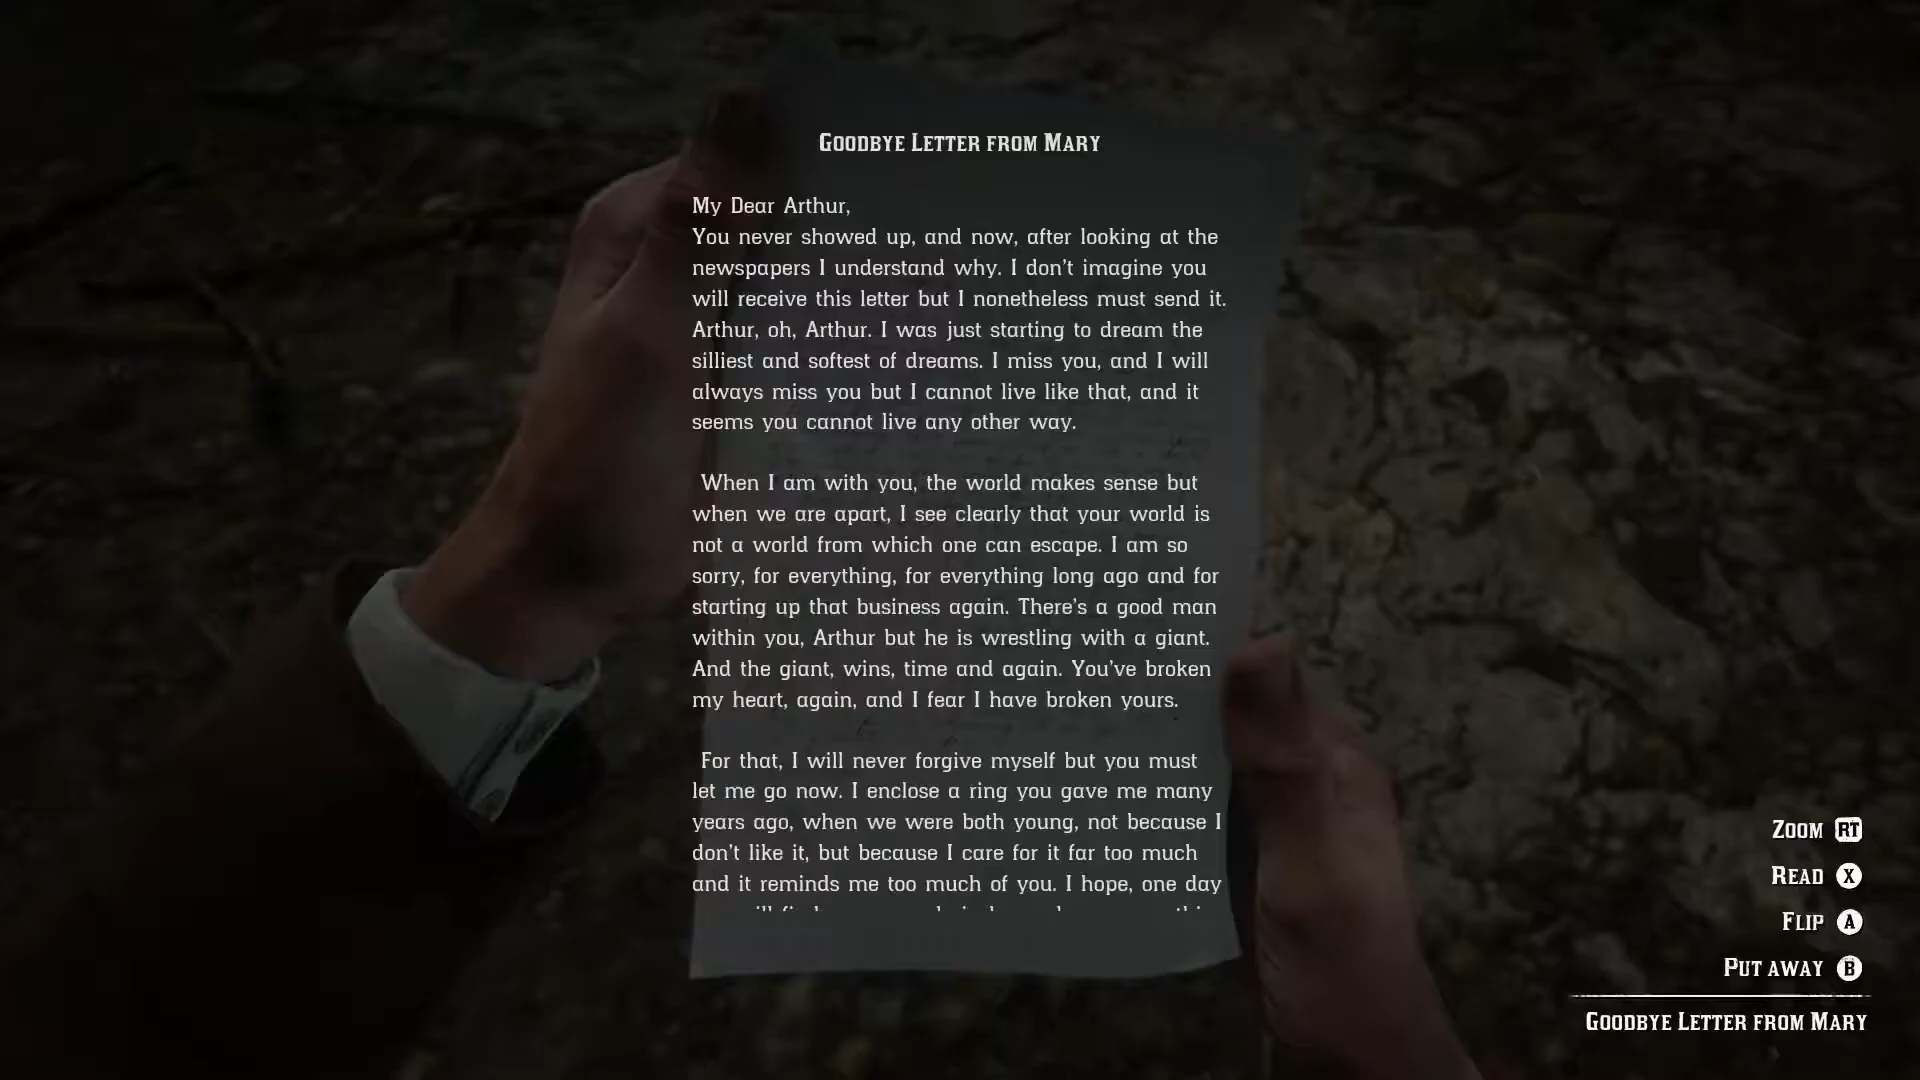 Goodbye Letter from Mary
My Dear Arthur,
You never showed up, and now, after looking at the
newspapers I understand why. I don't imagine you
will receive this letter but I nonetheless must send it.
Arthur, oh, Arthur. I was just starting to dream the
silliest and softest of dreams. I miss you, and I will
always miss you but I cannot live like that, and it
seems you cannot live any other way.
When I am with you, the world makes sense but
when we are apart, I see clearly that your world is
not a world from which one can escape. I am so
sorry, for everything, for everything long ago and for
starting up that business again. There's a good man
within you, Arthur but he is wrestling with a giant.
And the giant, wins, time and again. You've broken
my heart, again, and I fear I have broken yours.
For that, I will never forgive myself but you must
let me go now. I enclose a ring you gave me many
years ago, when we were both young, not because I
don't like it, but because I care for it far too much
and it reminds me too much of you. I hope, one day
Zoom RT
Read X
Flip A
Put away B
Goodbye Letter from Mary